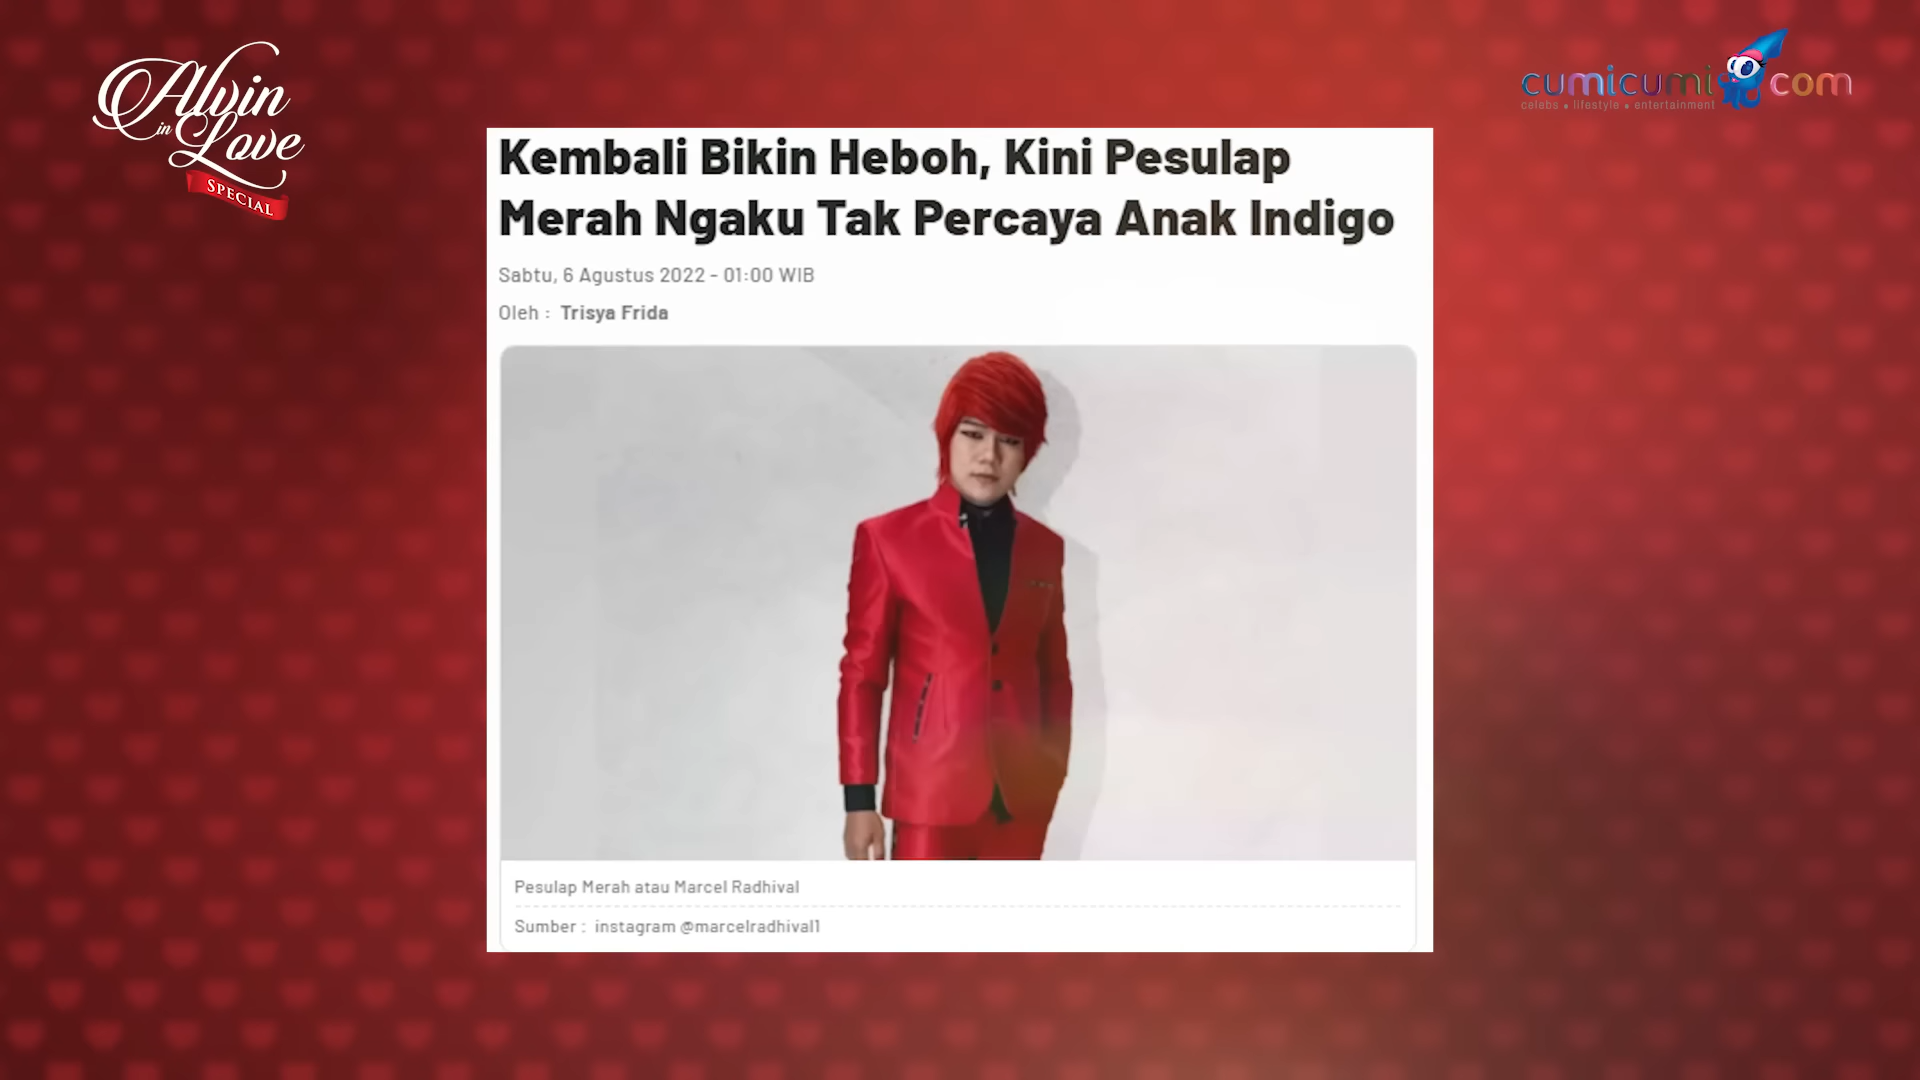 Alvin
in Love
SPECIAL
cumicumi.com
celebs • lifestyle • entertainment
Kembali Bikin Heboh, Kini Pesulap
Merah Ngaku Tak Percaya Anak Indigo
Sabtu, 6 Agustus 2022 - 01:00 WIB
Oleh : Trisya Frida
Pesulap Merah atau Marcel Radhival
Sumber : instagram @marcelradhival1